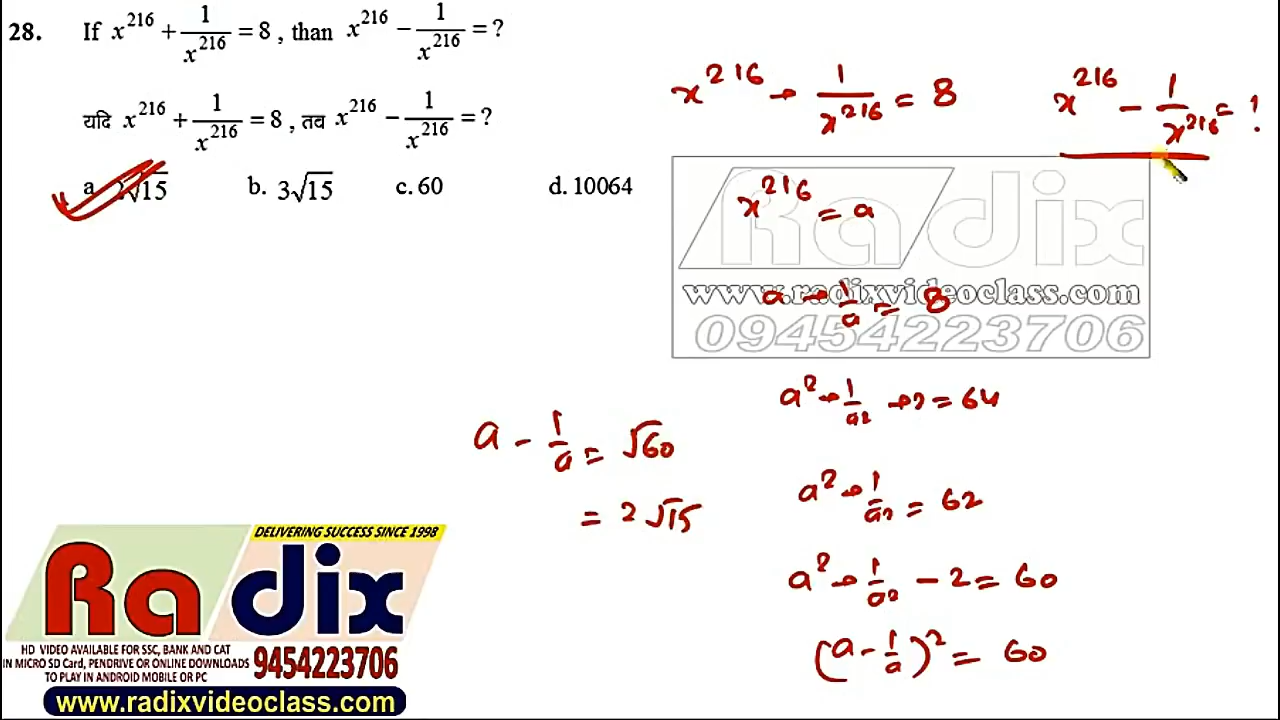 28. If x^216 + 1/x^216 = 8 , than x^216 − 1/x^216 = ?
यदि x^216 + 1/x^216 = 8 , तब x^216 − 1/x^216 = ?
a √15 b. 3√15 c. 60 d. 10064
x^216 + 1/x^216 = 8
x^216 − 1/x^216 = ?
x^216 = a
a + 1/a = 8
a² + 1/a² + 2 = 64
a² + 1/a² = 62
a² + 1/a² − 2 = 60
(a − 1/a)² = 60
a − 1/a = √60
= 2√15
Radix
www.radixvideoclass.com
09454223706
DELIVERING SUCCESS SINCE 1998
Radix
HD VIDEO AVAILABLE FOR SSC, BANK AND CAT
IN MICRO SD Card, PENDRIVE OR ONLINE DOWNLOADS
TO PLAY IN ANDROID MOBILE OR PC
9454223706
www.radixvideoclass.com